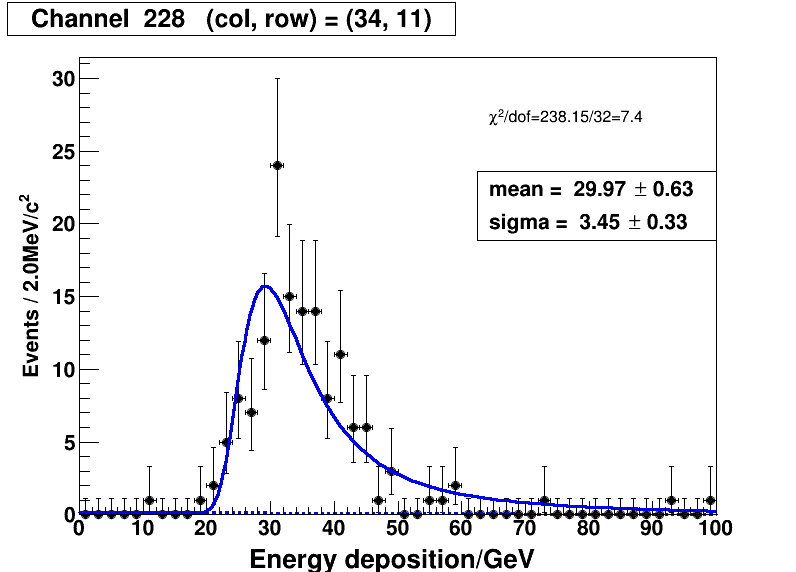 Channel 228 (col, row) = (34, 11)
χ²/dof=238.15/32=7.4
mean = 29.97 ± 0.63
sigma = 3.45 ± 0.33
Events / 2.0MeV/c²
30
25
20
15
10
5
0
0 10 20 30 40 50 60 70 80 90 100
Energy deposition/GeV